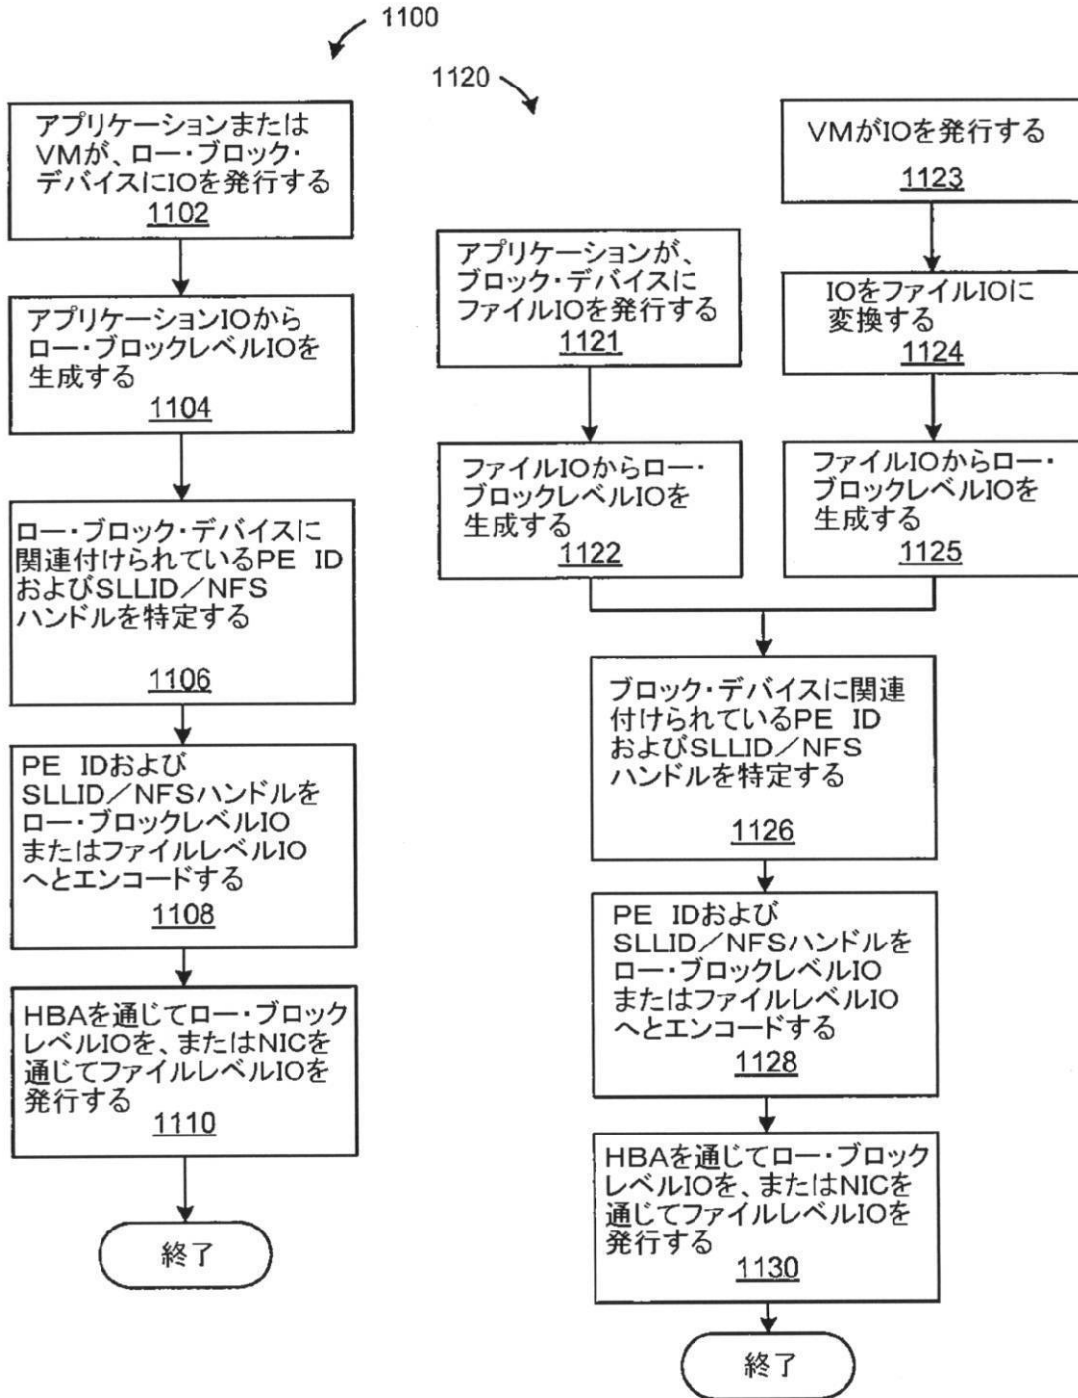 1100
アプリケーションまたは
VMが、ロー・ブロック・
デバイスにIOを発行する
1102
アプリケーションIOから
ロー・ブロックレベルIOを
生成する
1104
ロー・ブロック・デバイスに
関連付けられているPE ID
およびSLLID/NFS
ハンドルを特定する
1106
PE IDおよび
SLLID/NFSハンドルを
ロー・ブロックレベルIO
またはファイルレベルIO
へとエンコードする
1108
HBAを通じてロー・ブロック
レベルIOを、またはNICを
通じてファイルレベルIOを
発行する
1110
終了
1120
アプリケーションが、
ブロック・デバイスに
ファイルIOを発行する
1121
ファイルIOからロー・
ブロックレベルIOを
生成する
1122
VMがIOを発行する
1123
IOをファイルIOに
変換する
1124
ファイルIOからロー・
ブロックレベルIOを
生成する
1125
ブロック・デバイスに関連
付けられているPE ID
およびSLLID/NFS
ハンドルを特定する
1126
PE IDおよび
SLLID/NFSハンドルを
ロー・ブロックレベルIO
またはファイルレベルIO
へとエンコードする
1128
HBAを通じてロー・ブロック
レベルIOを、またはNICを
通じてファイルレベルIOを
発行する
1130
終了